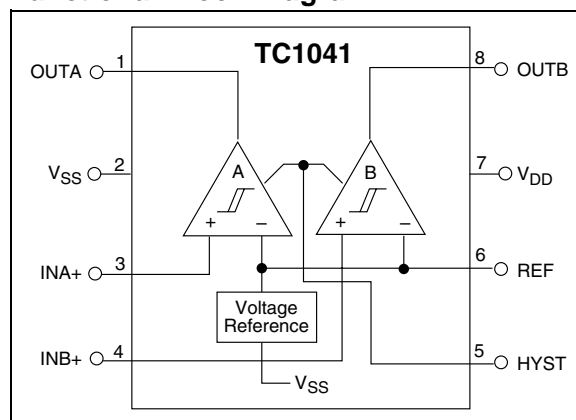 TC1041
OUTA 1
8 OUTB
A
B
VSS 2
7 VDD
+ −
+ −
INA+ 3
6 REF
Voltage
Reference
INB+ 4
5 HYST
VSS